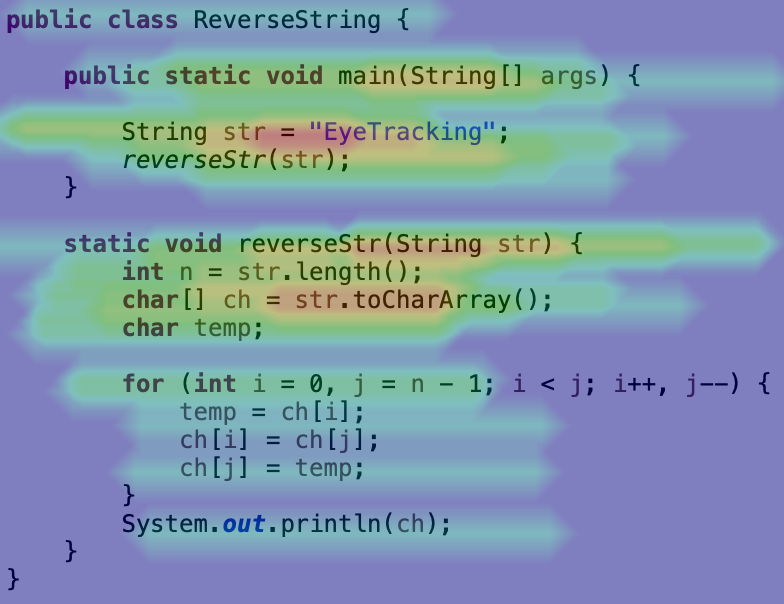 public class ReverseString {
    public static void main(String[] args) {
        String str = "EyeTracking";
        reverseStr(str);
    }
    static void reverseStr(String str) {
        int n = str.length();
        char[] ch = str.toCharArray();
        char temp;
        for (int i = 0, j = n - 1; i < j; i++, j--) {
            temp = ch[i];
            ch[i] = ch[j];
            ch[j] = temp;
        }
        System.out.println(ch);
    }
}